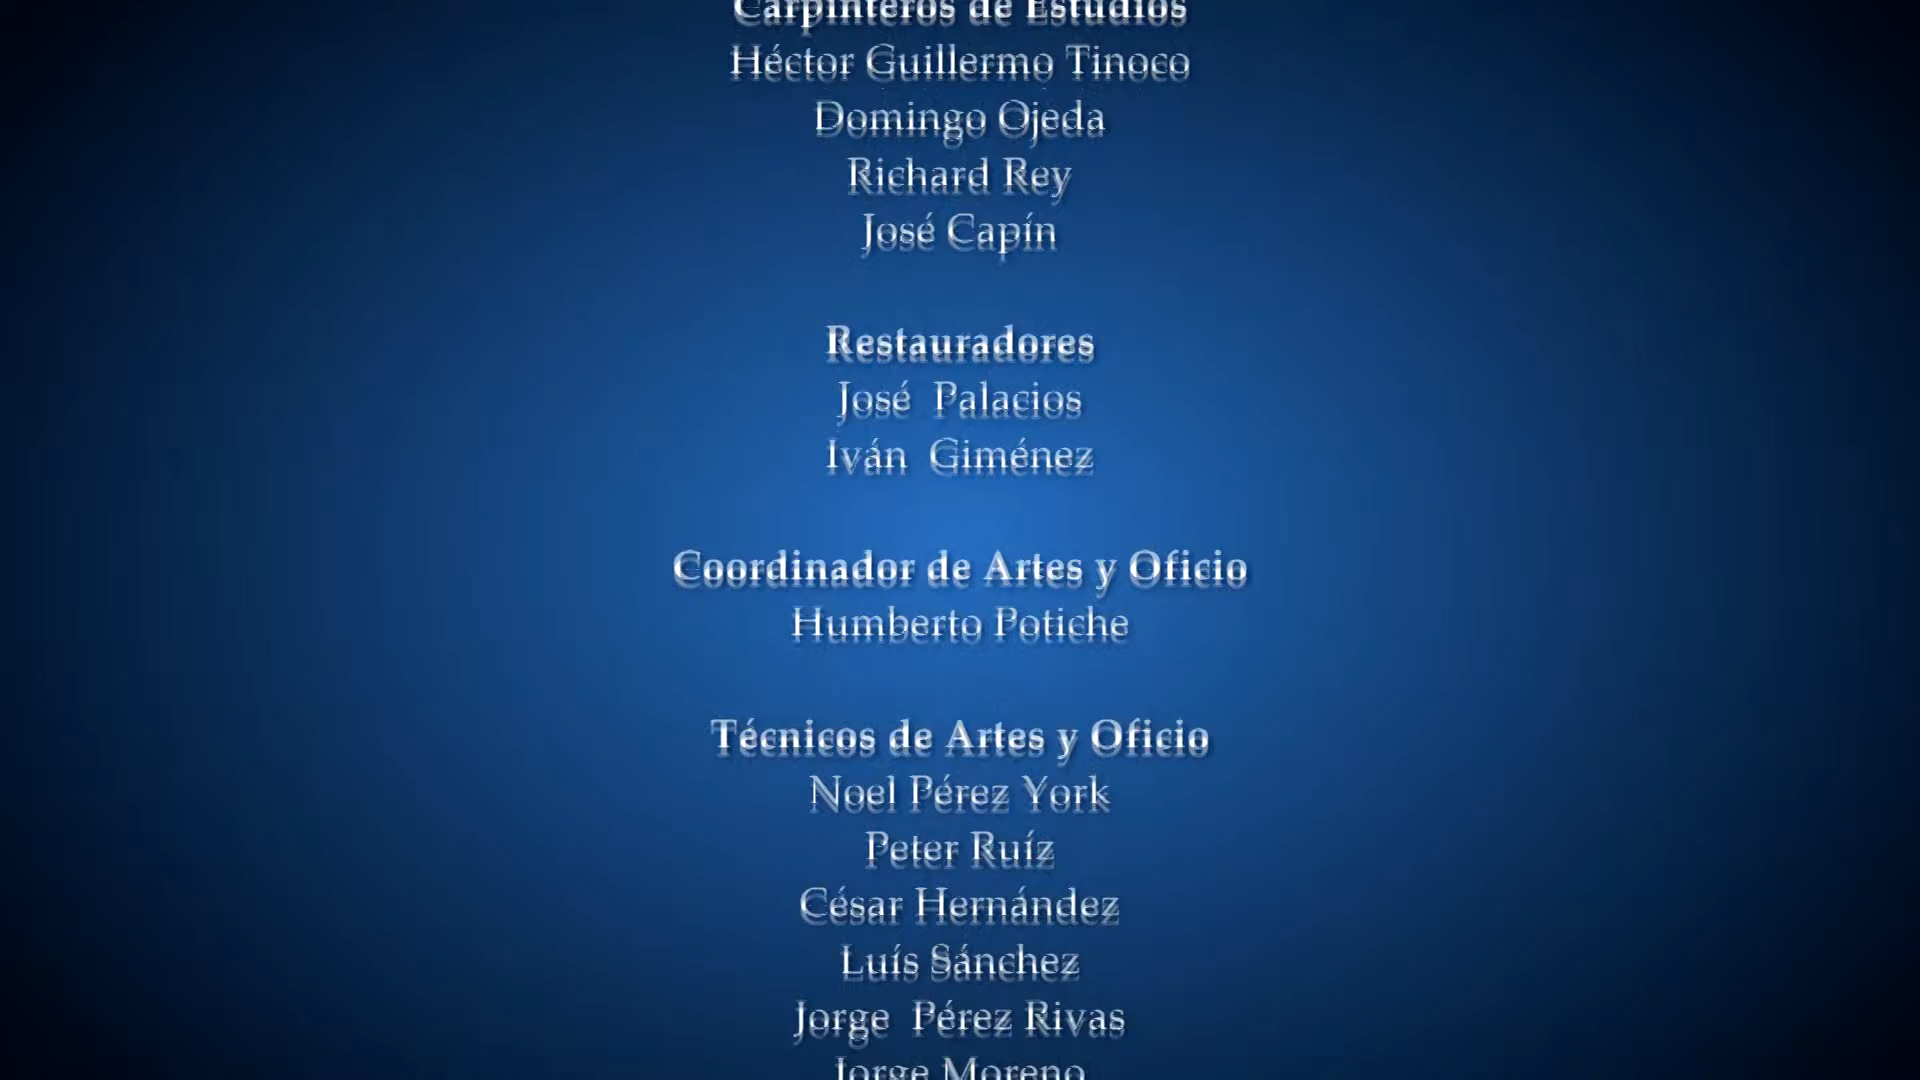 Carpinteros de Estudios
Héctor Guillermo Tinoco
Domingo Ojeda
Richard Rey
José Capín
Restauradores
José Palacios
Iván Giménez
Coordinador de Artes y Oficio
Humberto Potiche
Técnicos de Artes y Oficio
Noel Pérez York
Peter Ruíz
César Hernández
Luís Sánchez
Jorge Pérez Rivas
Jorge Moreno